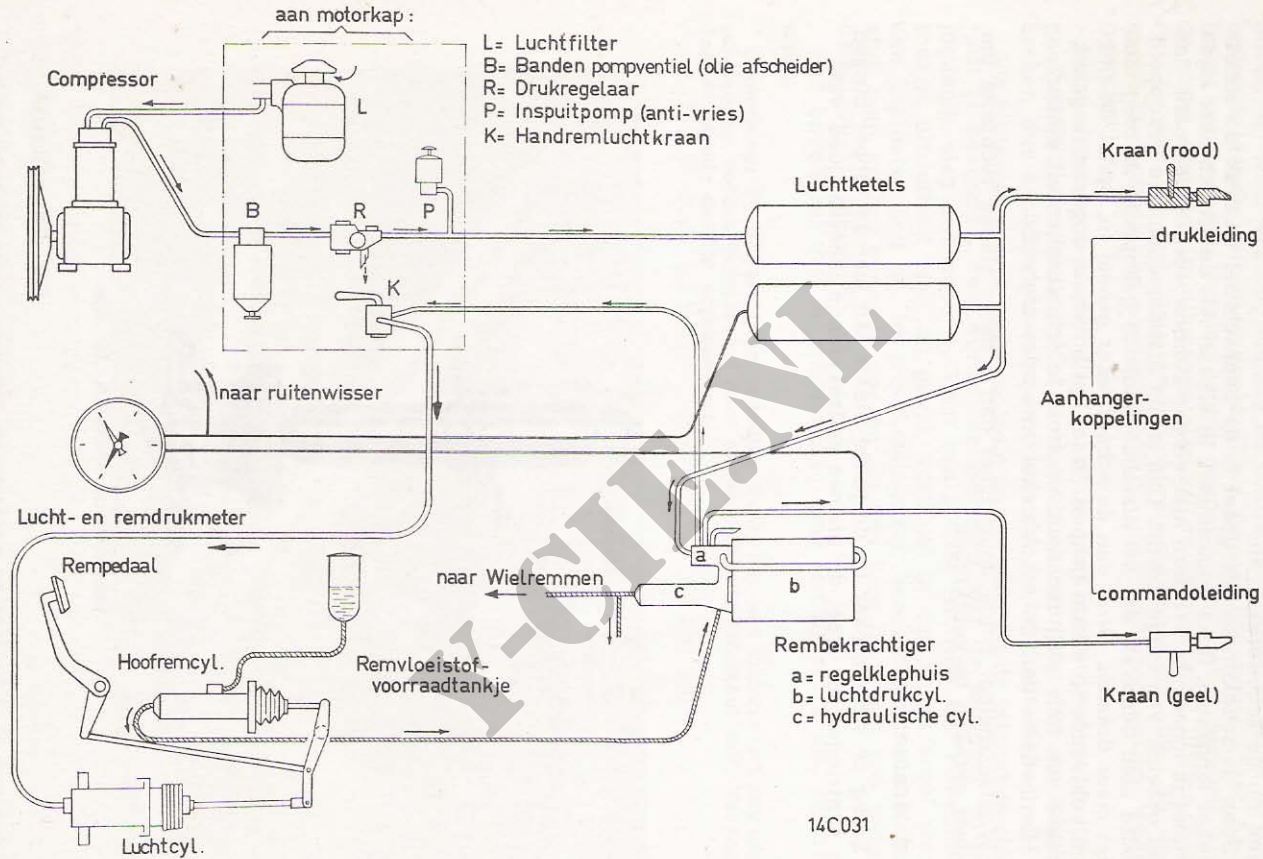 aan motorkap :
L= Luchtfilter
B= Banden pompventiel (olie afscheider)
R= Drukregelaar
P= Inspuitpomp (anti-vries)
K= Handremluchtkraan
Compressor
L
Kraan (rood)
Luchtketels
B
R
P
drukleiding
K
naar ruitenwisser
Aanhanger-
koppelingen
Lucht- en remdrukmeter
Rempedaal
naar Wielremmen
a
c
b
commandoleiding
Hoofremcyl.
Remvloeistof-
voorraadtankje
Rembekrachtiger
a= regelklephuis
b= luchtdrukcyl.
c= hydraulische cyl.
Kraan (geel)
Luchtcyl.
14C031
Y-CIE.NL